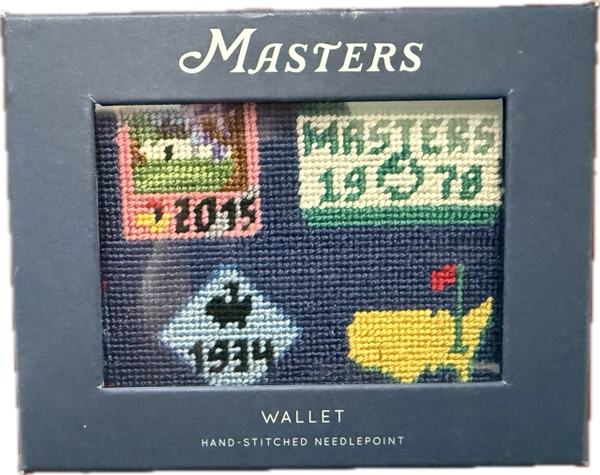 MASTERS
2015
MASTERS
19 78
1934
WALLET
HAND-STITCHED NEEDLEPOINT